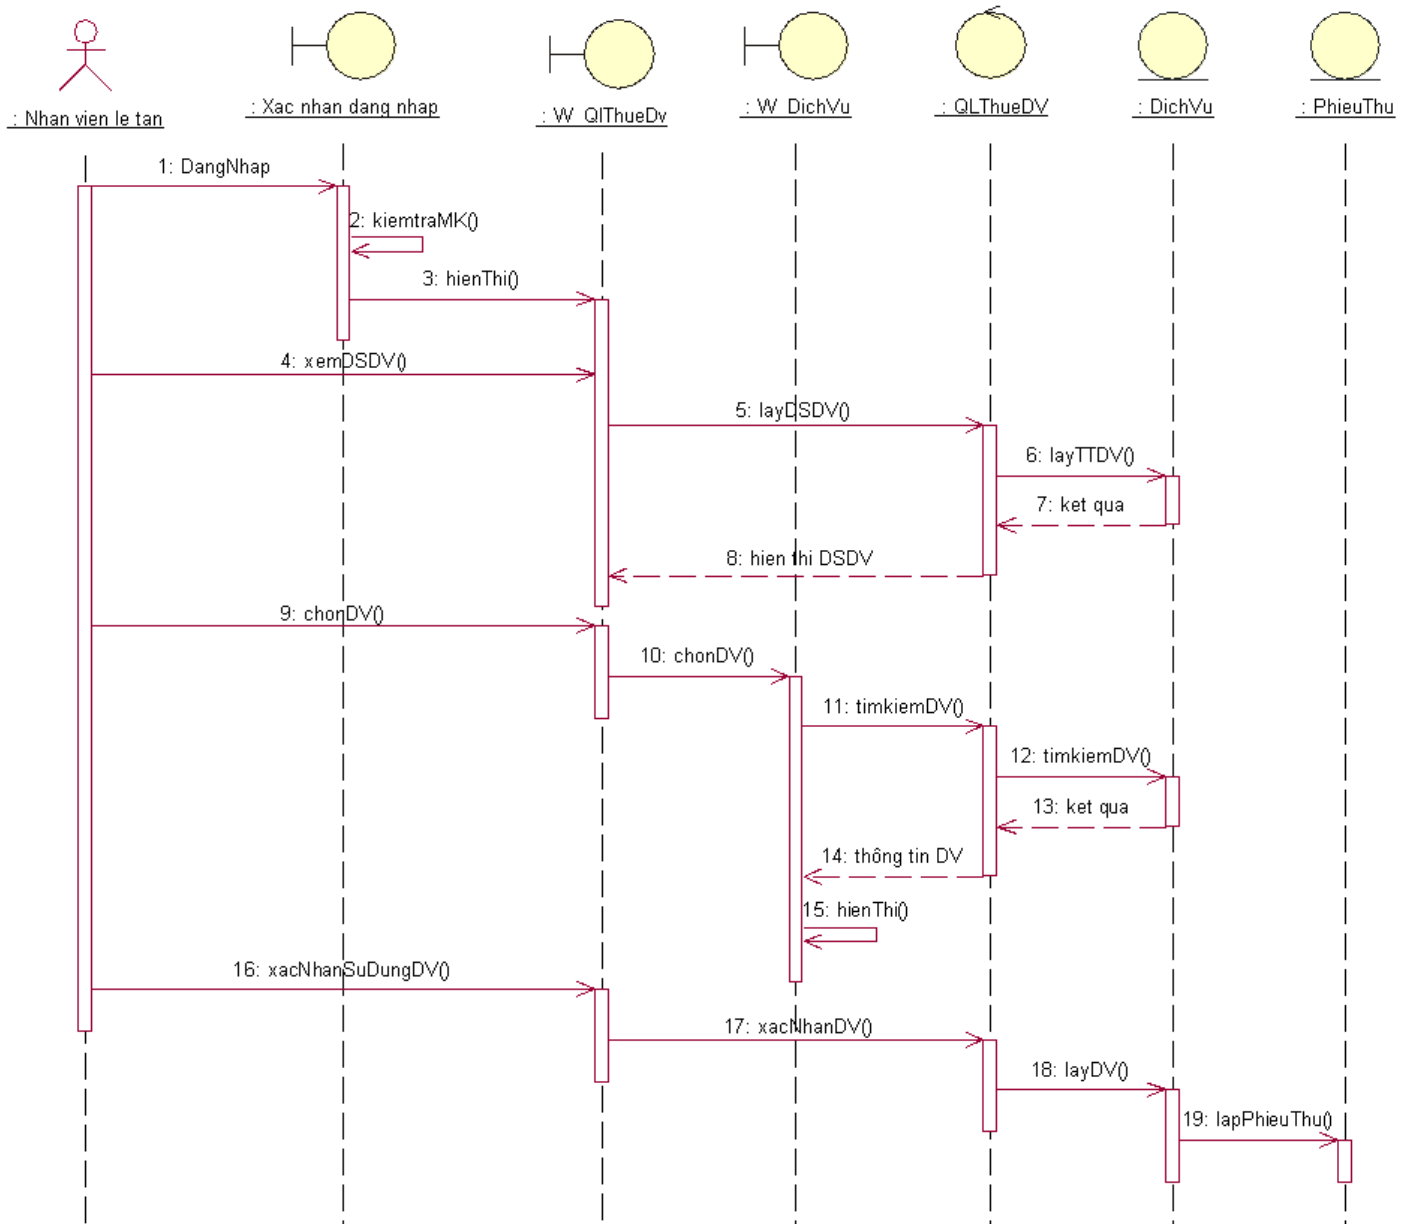 : Nhan vien le tan
: Xac nhan dang nhap
: W_QlThueDv
: W_DichVu
: QLThueDV
: DichVu
: PhieuThu
1: DangNhap
2: kiemtraMK()
3: hienThi()
4: xemDSDV()
5: layDSDV()
6: layTTDV()
7: ket qua
8: hien thi DSDV
9: chonDV()
10: chonDV()
11: timkiemDV()
12: timkiemDV()
13: ket qua
14: thông tin DV
15: hienThi()
16: xacNhanSuDungDV()
17: xacNhanDV()
18: layDV()
19: lapPhieuThu()